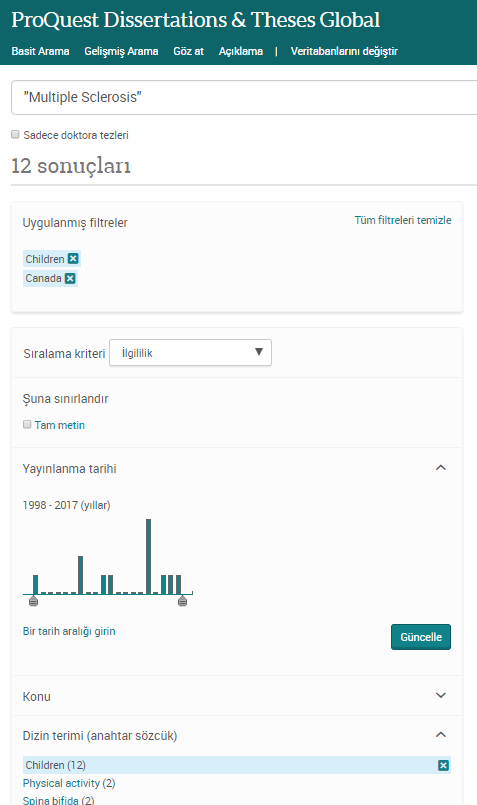 ProQuest Dissertations & Theses Global
Basit Arama Gelişmiş Arama Göz at Açıklama | Veritabanlarını değiştir
"Multiple Sclerosis"
Sadece doktora tezleri
12 sonuçları
Uygulanmış filtreler Tüm filtreleri temizle
Children
Canada
Sıralama kriteri İlgililik
Şuna sınırlandır
Tam metin
Yayınlanma tarihi
1998 - 2017 (yıllar)
Bir tarih aralığı girin Güncelle
Konu
Dizin terimi (anahtar sözcük)
Children (12)
Physical activity (2)
Spina bifida (2)